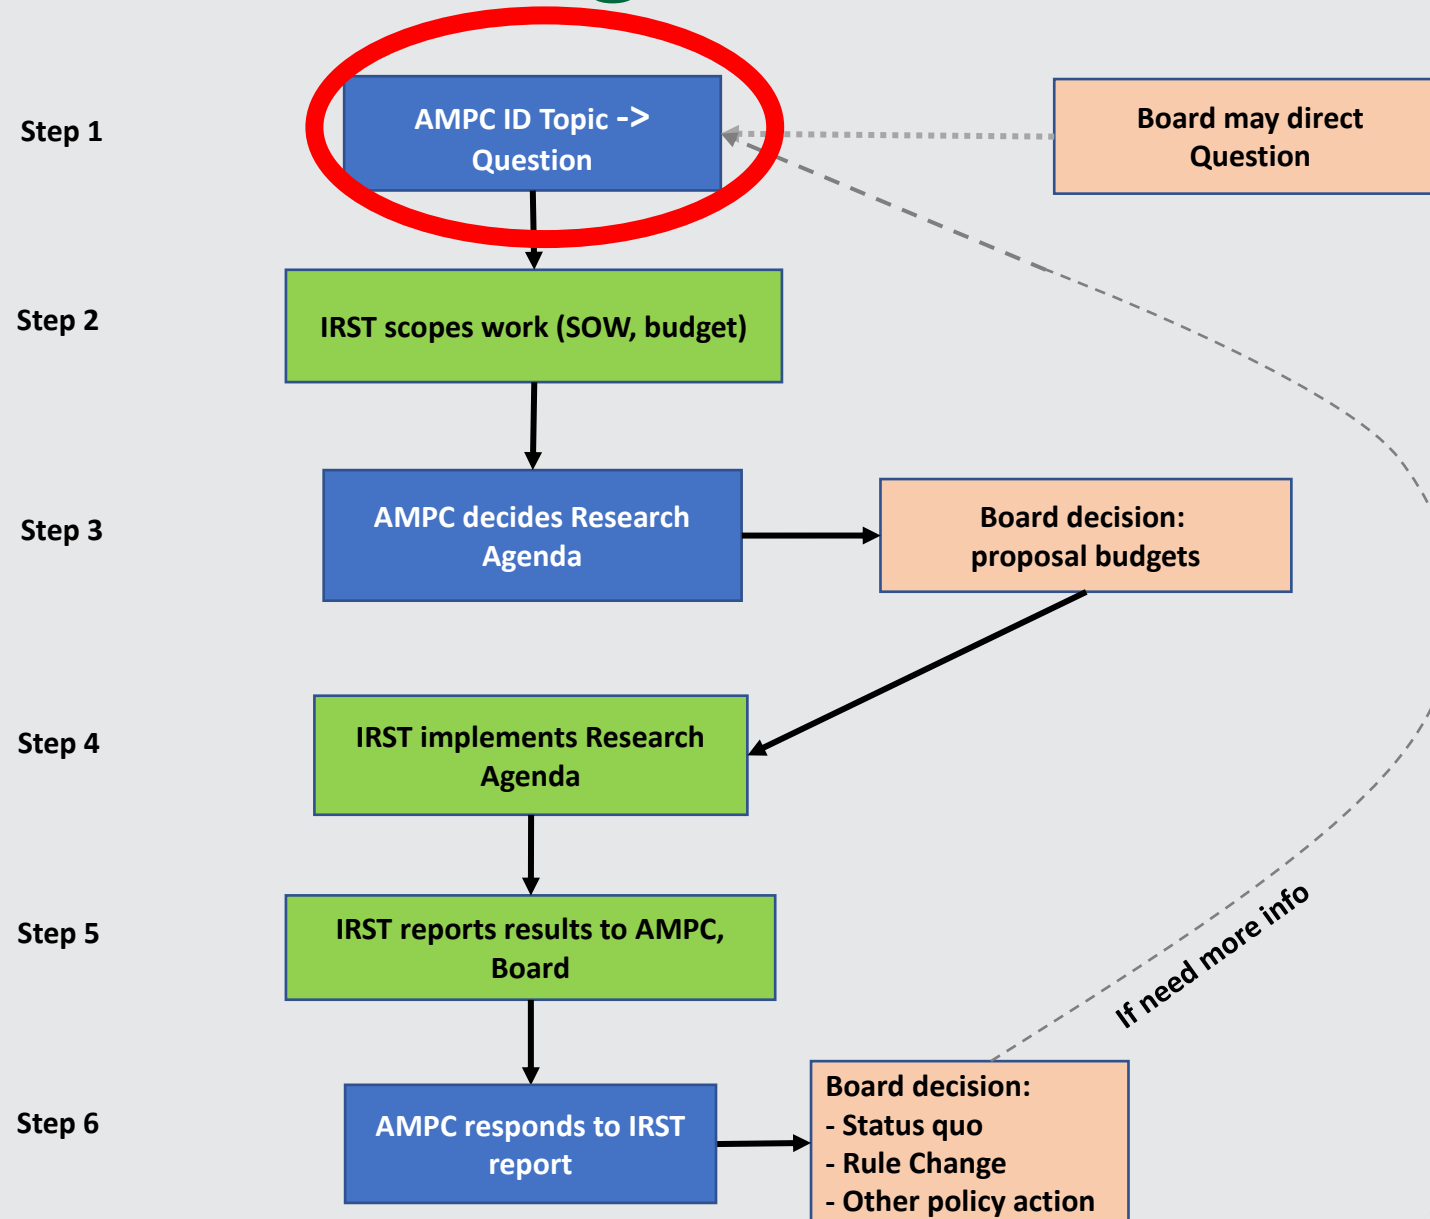 Step 1
AMPC ID Topic ->
Question
Board may direct
Question
Step 2
IRST scopes work (SOW, budget)
Step 3
AMPC decides Research
Agenda
Board decision:
proposal budgets
Step 4
IRST implements Research
Agenda
Step 5
IRST reports results to AMPC,
Board
If need more info
Step 6
AMPC responds to IRST
report
Board decision:
- Status quo
- Rule Change
- Other policy action